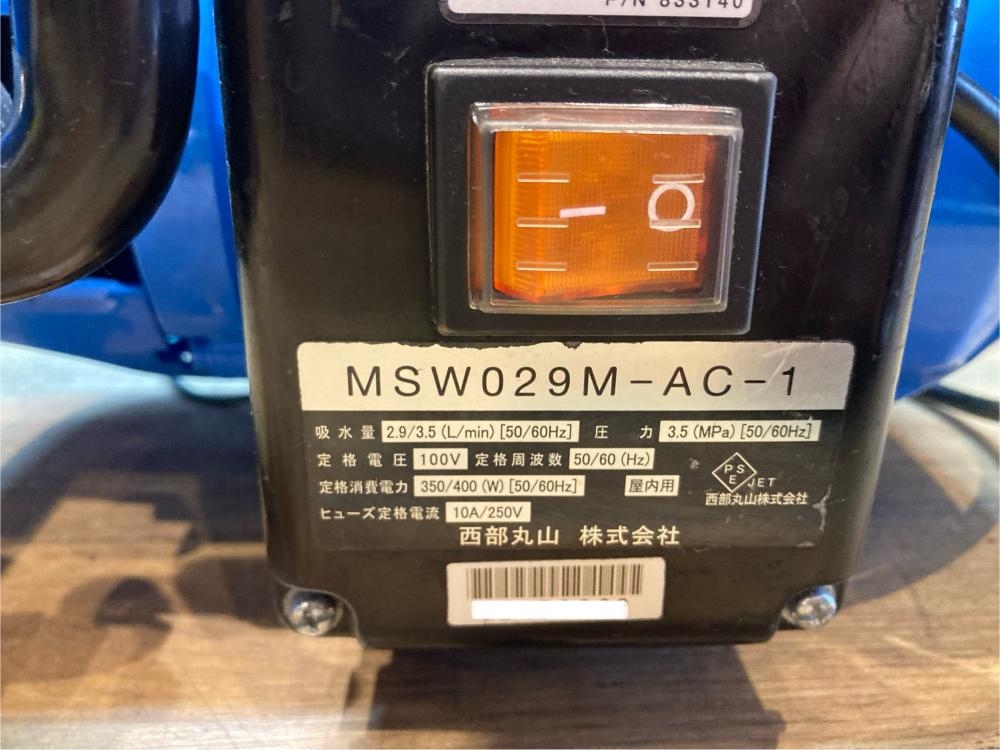 P/N 833140
MSW029M-AC-1
吸水量 2.9/3.5 (L/min) [50/60Hz] 圧力 3.5 (MPa) [50/60Hz]
定格電圧 100V 定格周波数 50/60 (Hz)
定格消費電力 350/400 (W) [50/60Hz] 屋内用
ヒューズ定格電流 10A/250V
PS
E JET
西部丸山株式会社
西部丸山 株式会社